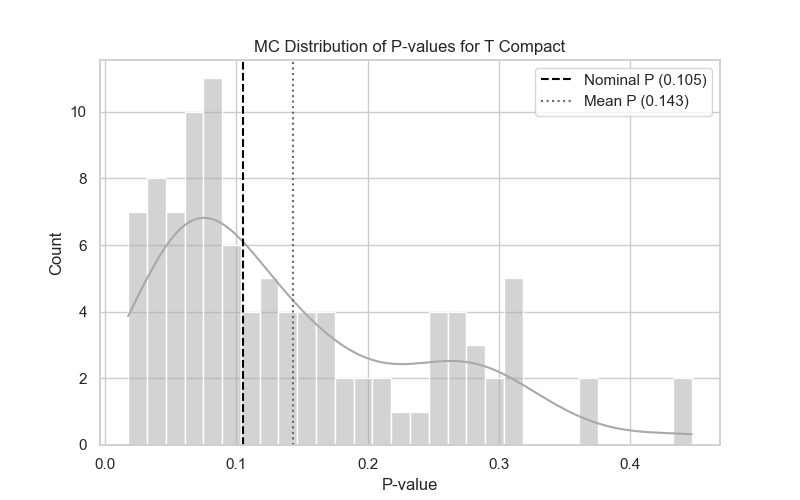 MC Distribution of P-values for T Compact
Nominal P (0.105)
Mean P (0.143)
Count
10
8
6
4
2
0
0.0 0.1 0.2 0.3 0.4
P-value